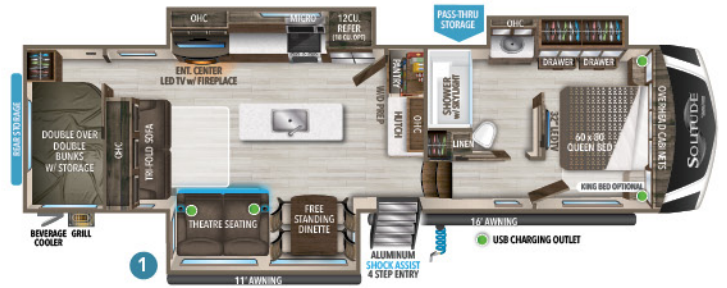 PASS-THRU
STORAGE
OHC
MICRO
12CU.
REFER
(16 CU. OPT)
OHC
ENT. CENTER
LED TV w/ FIREPLACE
W/D PREP
PANTRY
HUTCH
SHOWER
w/ SKYLIGHT
LINEN
DRAWER
DRAWER
32" LED TV
60 x 80
QUEEN BED
OVERHEAD CABINETS
SOLITUDE
KING BED OPTIONAL
REAR STORAGE
DOUBLE OVER
DOUBLE
BUNKS
W/ STORAGE
OHC
TRI-FOLD SOFA
THEATRE SEATING
FREE
STANDING
DINETTE
BEVERAGE
COOLER
GRILL
1
11' AWNING
ALUMINUM
SHOCK ASSIST
4 STEP ENTRY
16' AWNING
USB CHARGING OUTLET